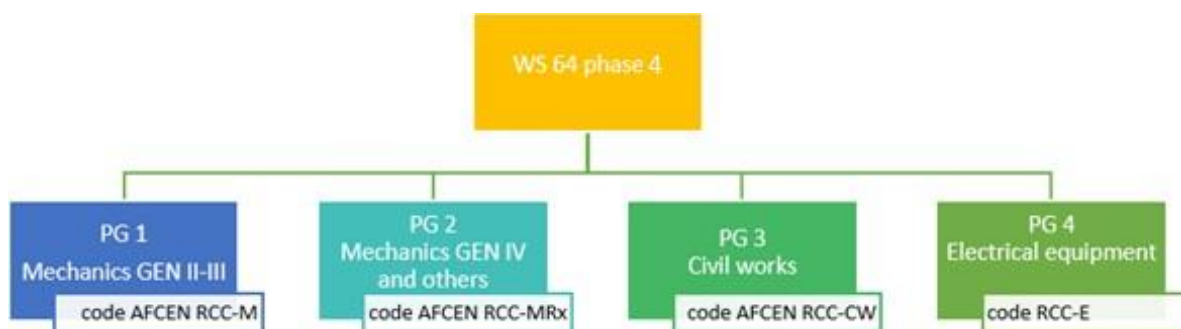 WS 64 phase 4
PG 1
Mechanics GEN II-III
code AFCEN RCC-M
PG 2
Mechanics GEN IV
and others
code AFCEN RCC-MRx
PG 3
Civil works
code AFCEN RCC-CW
PG 4
Electrical equipment
code RCC-E